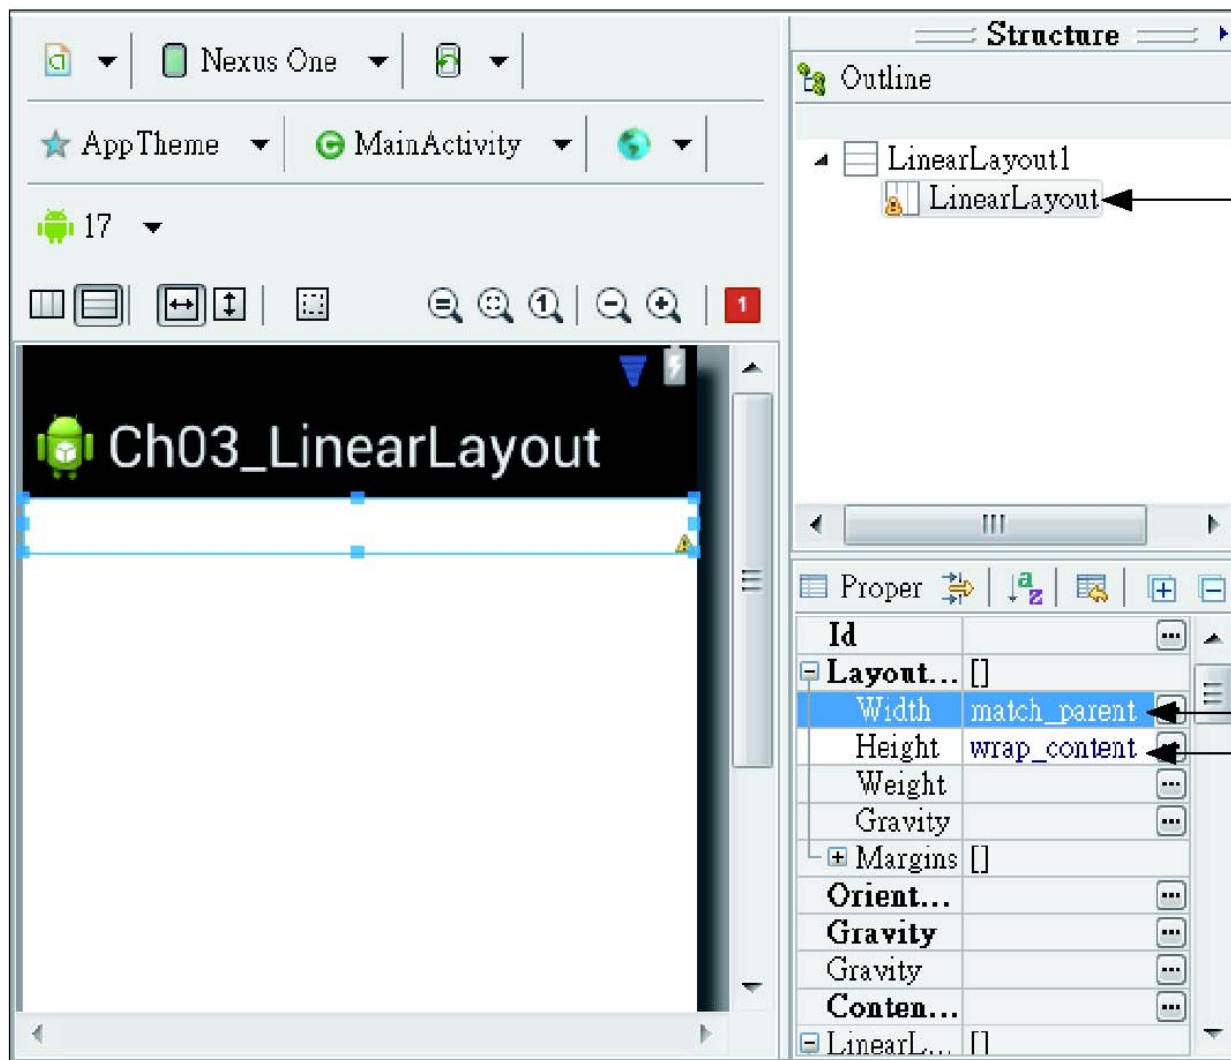 Nexus One
AppTheme
MainActivity
17
1
1
Ch03_LinearLayout
Structure
Outline
LinearLayout1
LinearLayout
Proper
a
z
Id
Layout... []
Width match_parent
Height wrap_content
Weight
Gravity
Margins []
Orient...
Gravity
Gravity
Conten...
LinearL... []